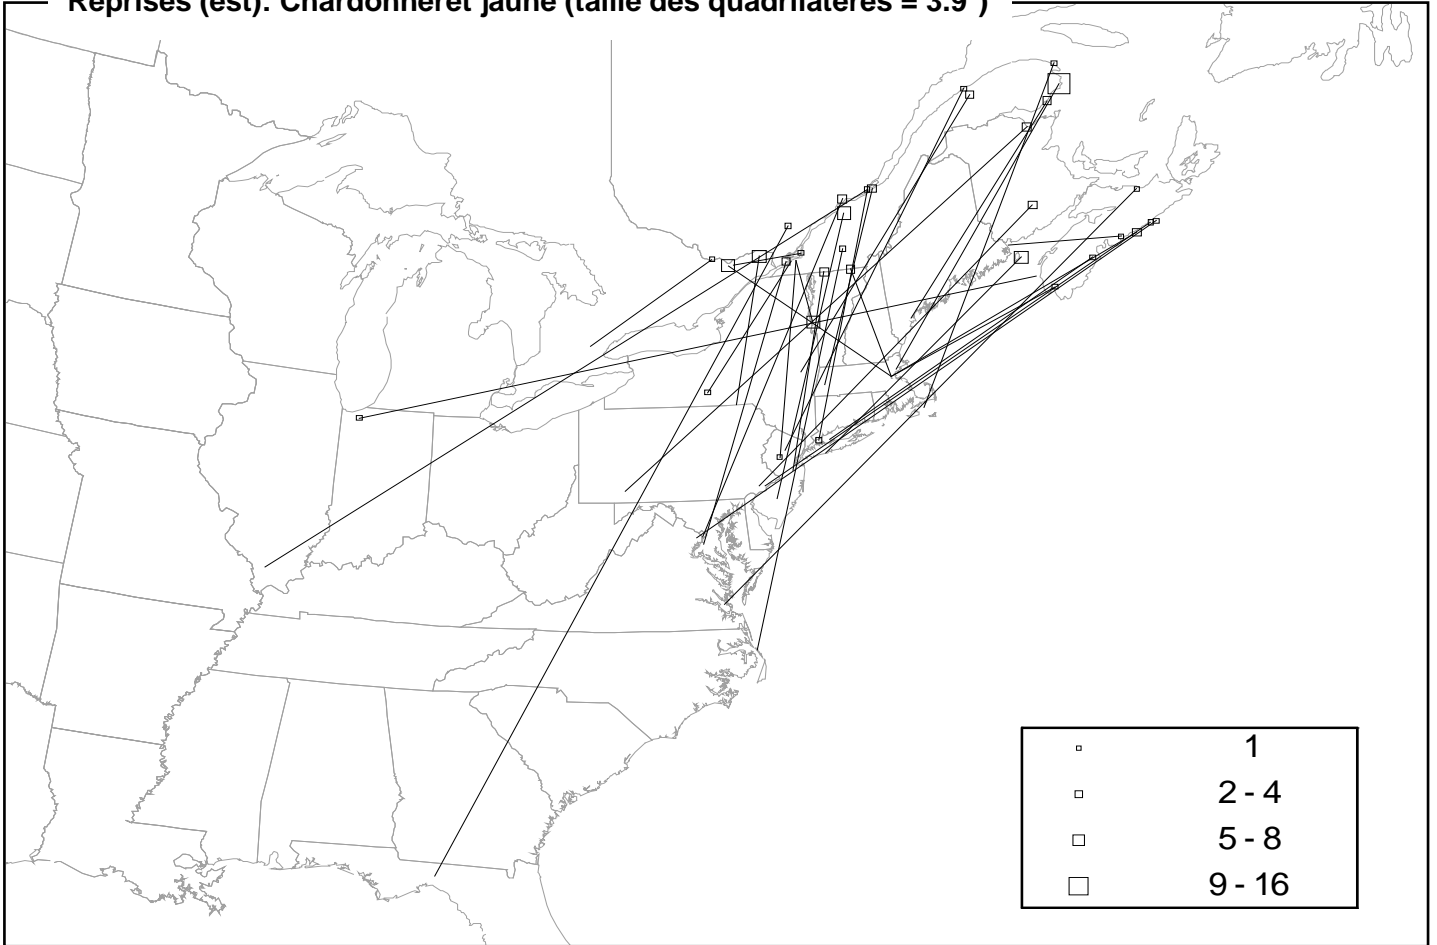 Reprises (est): Chardonneret jaune (taille des quadrilatères = 3.9°)
1
2 - 4
5 - 8
9 - 16